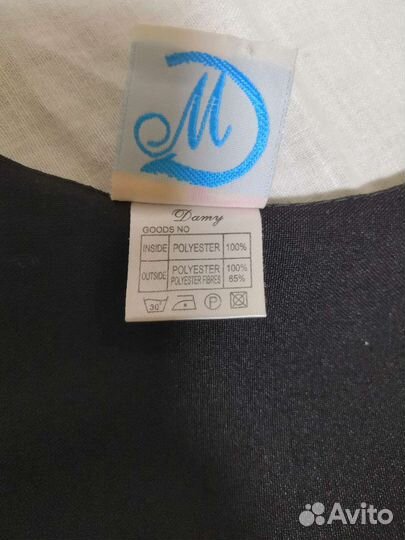 M
Damy
GOODS NO
INSIDE POLYESTER 100%
OUTSIDE POLYESTER 100%
POLYESTER FIBRES 65%
30°
P
Avito